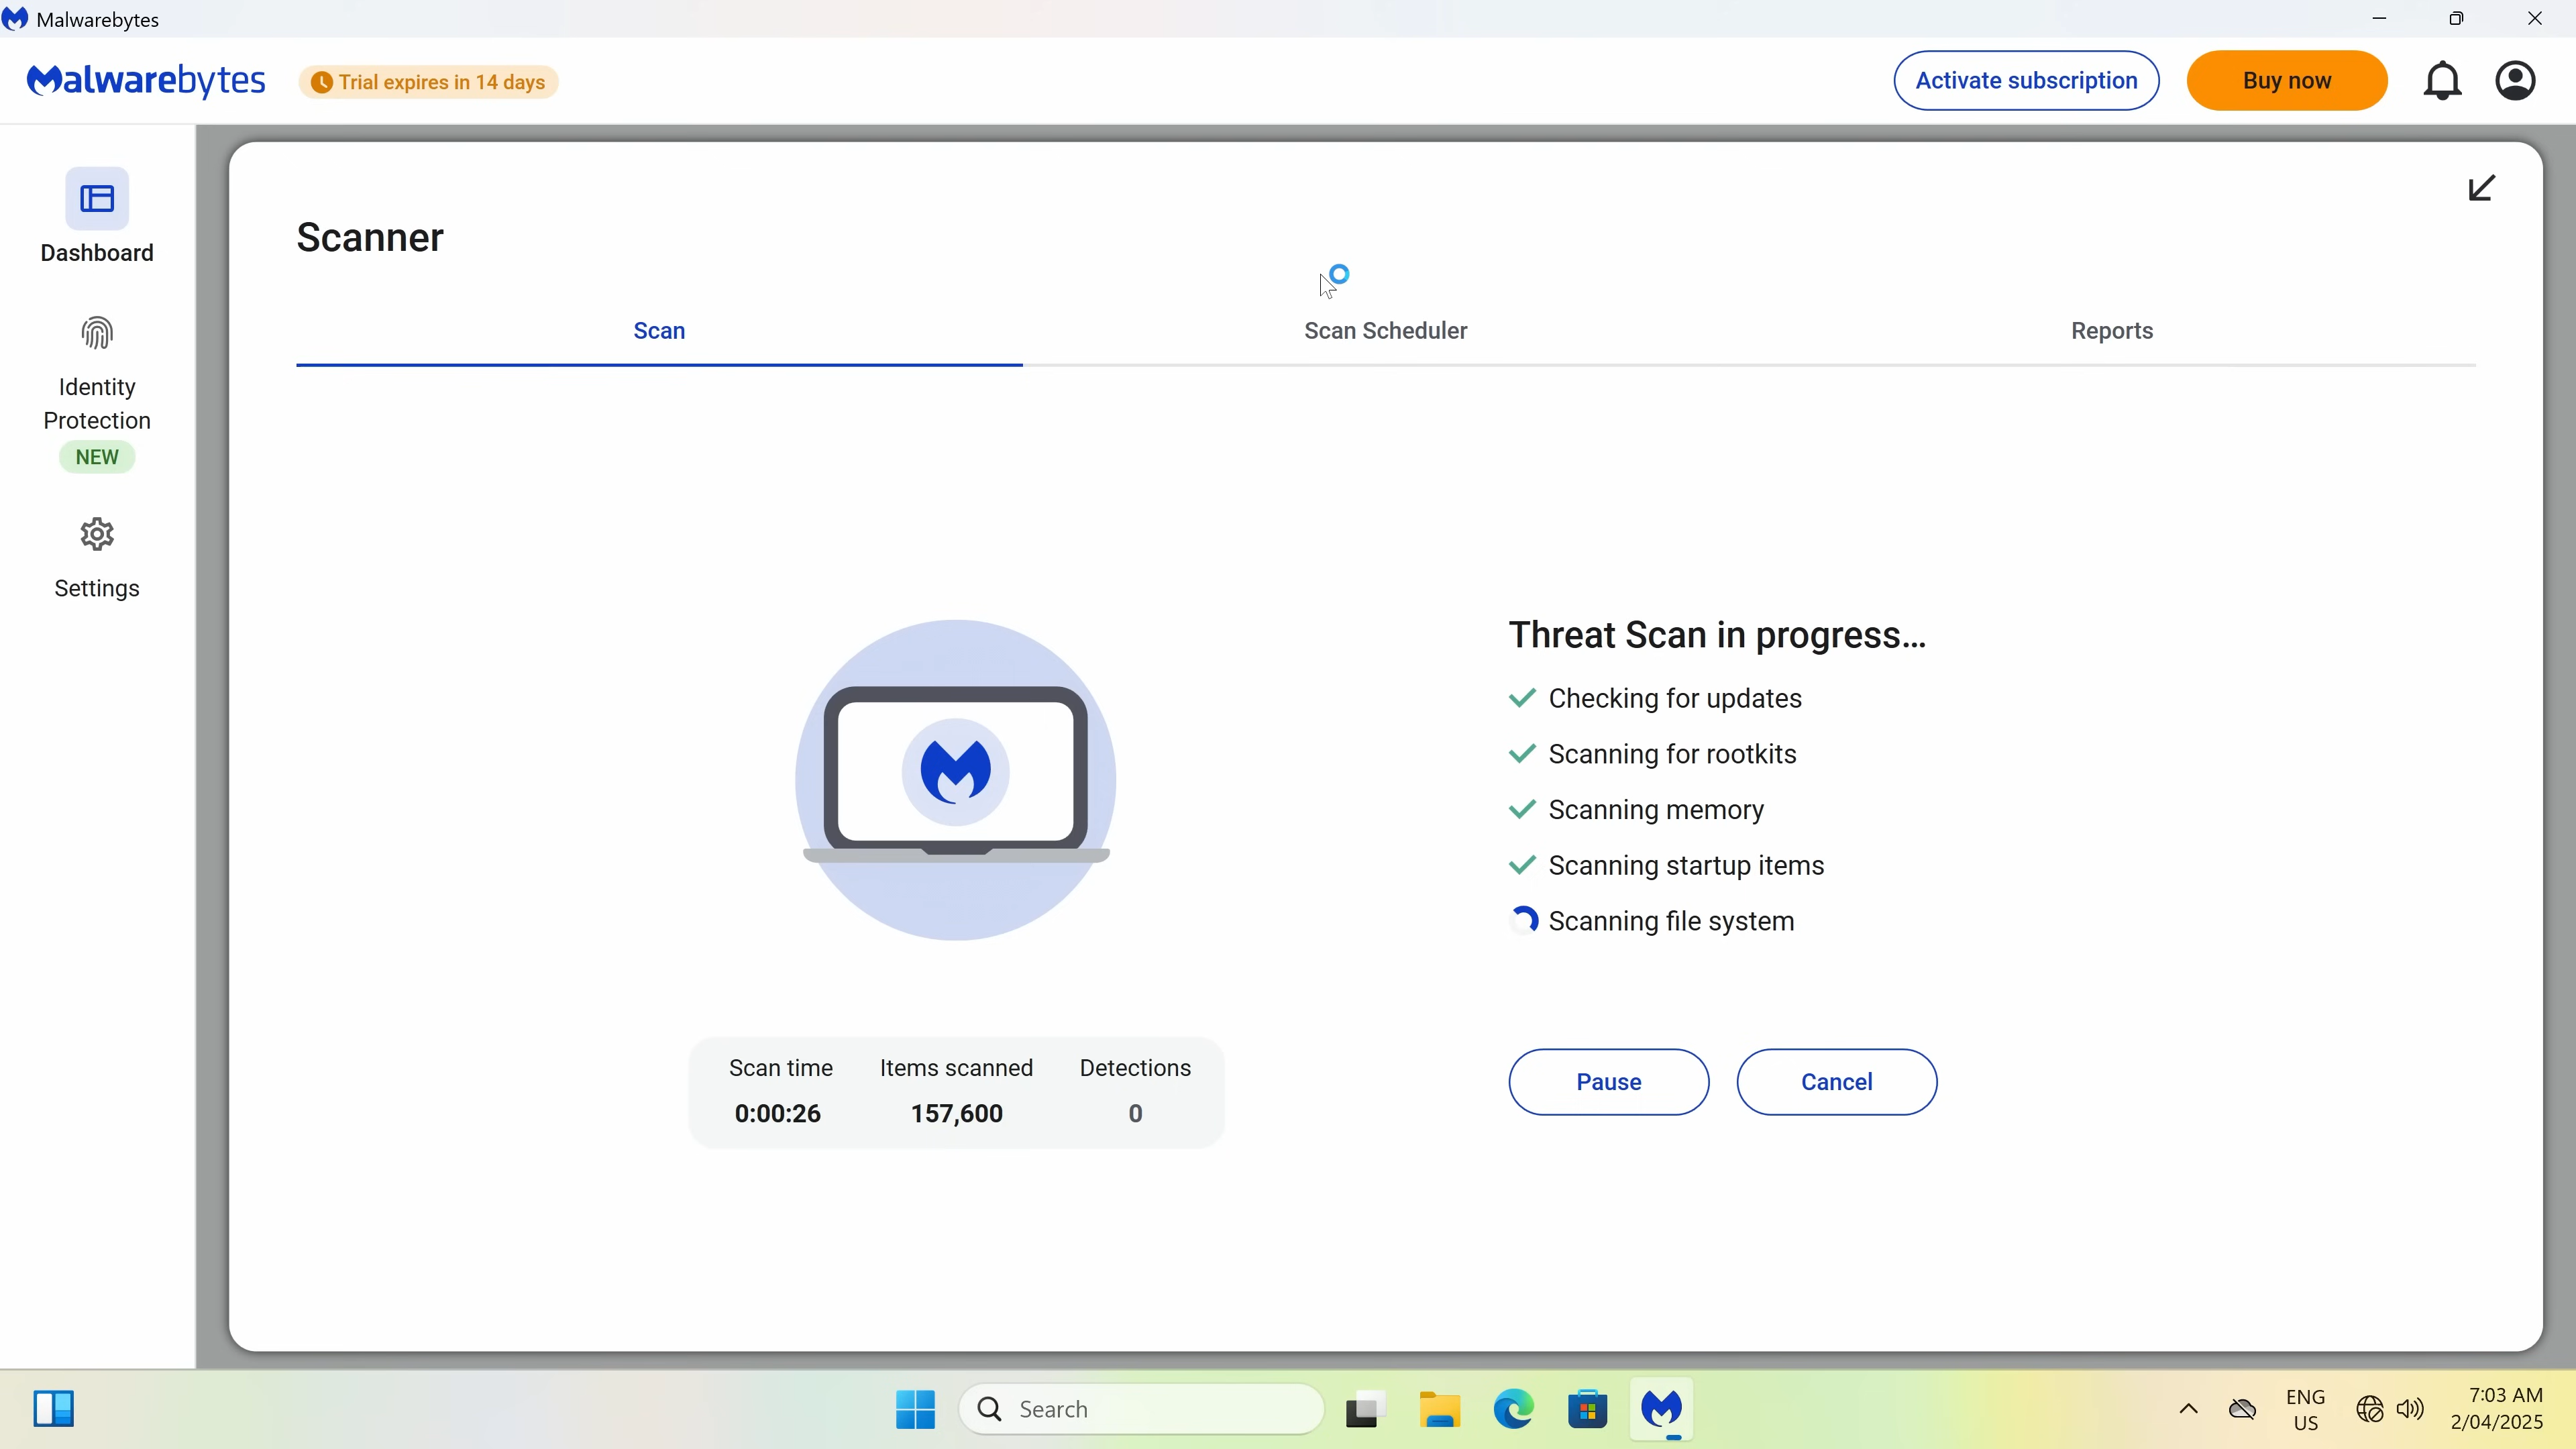 Malwarebytes
Malwarebytes
Trial expires in 14 days
Activate subscription
Buy now
Dashboard
Identity
Protection
NEW
Settings
Scanner
Scan
Scan Scheduler
Reports
Threat Scan in progress...
Checking for updates
Scanning for rootkits
Scanning memory
Scanning startup items
Scanning file system
Scan time
Items scanned
Detections
0:00:26
157,600
0
Pause
Cancel
Search
ENG
US
7:03 AM
2/04/2025